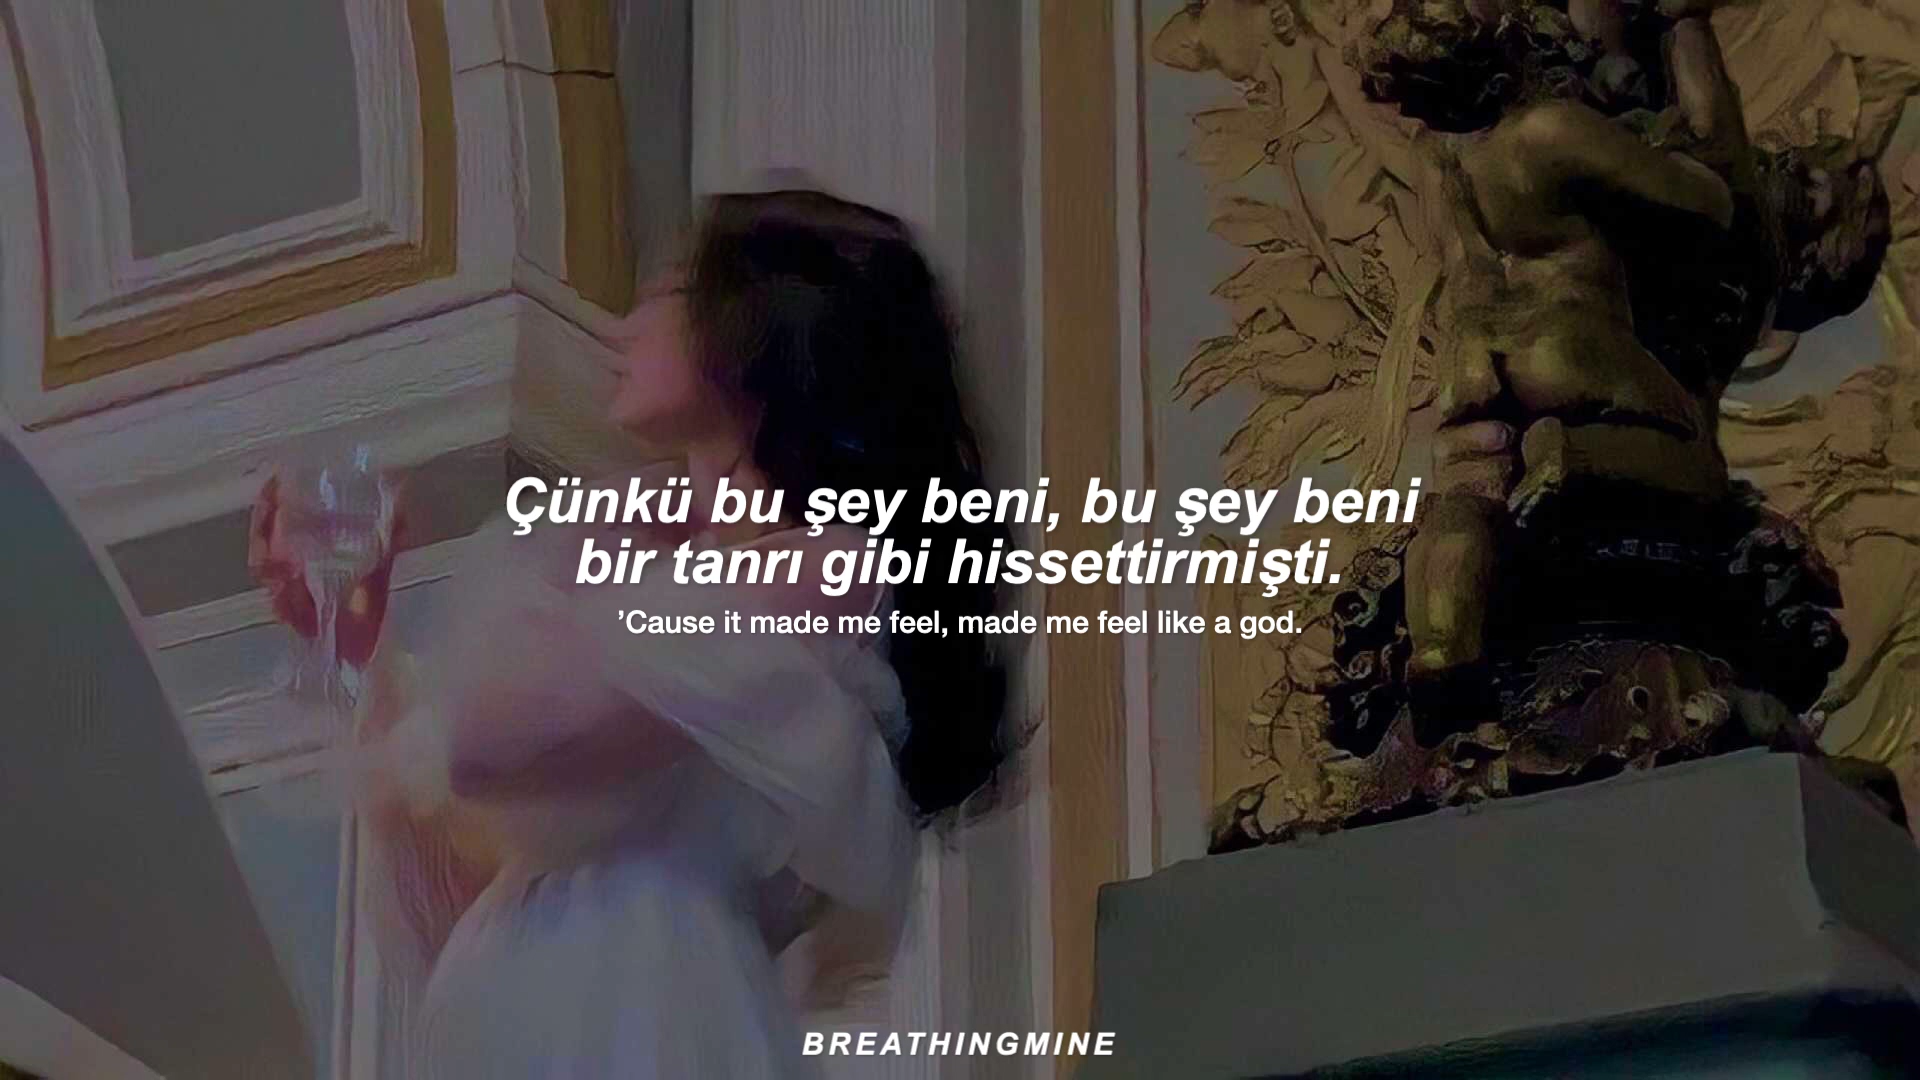 Çünkü bu şey beni, bu şey beni
bir tanrı gibi hissettirmişti.
’Cause it made me feel, made me feel like a god.
BREATHINGMINE